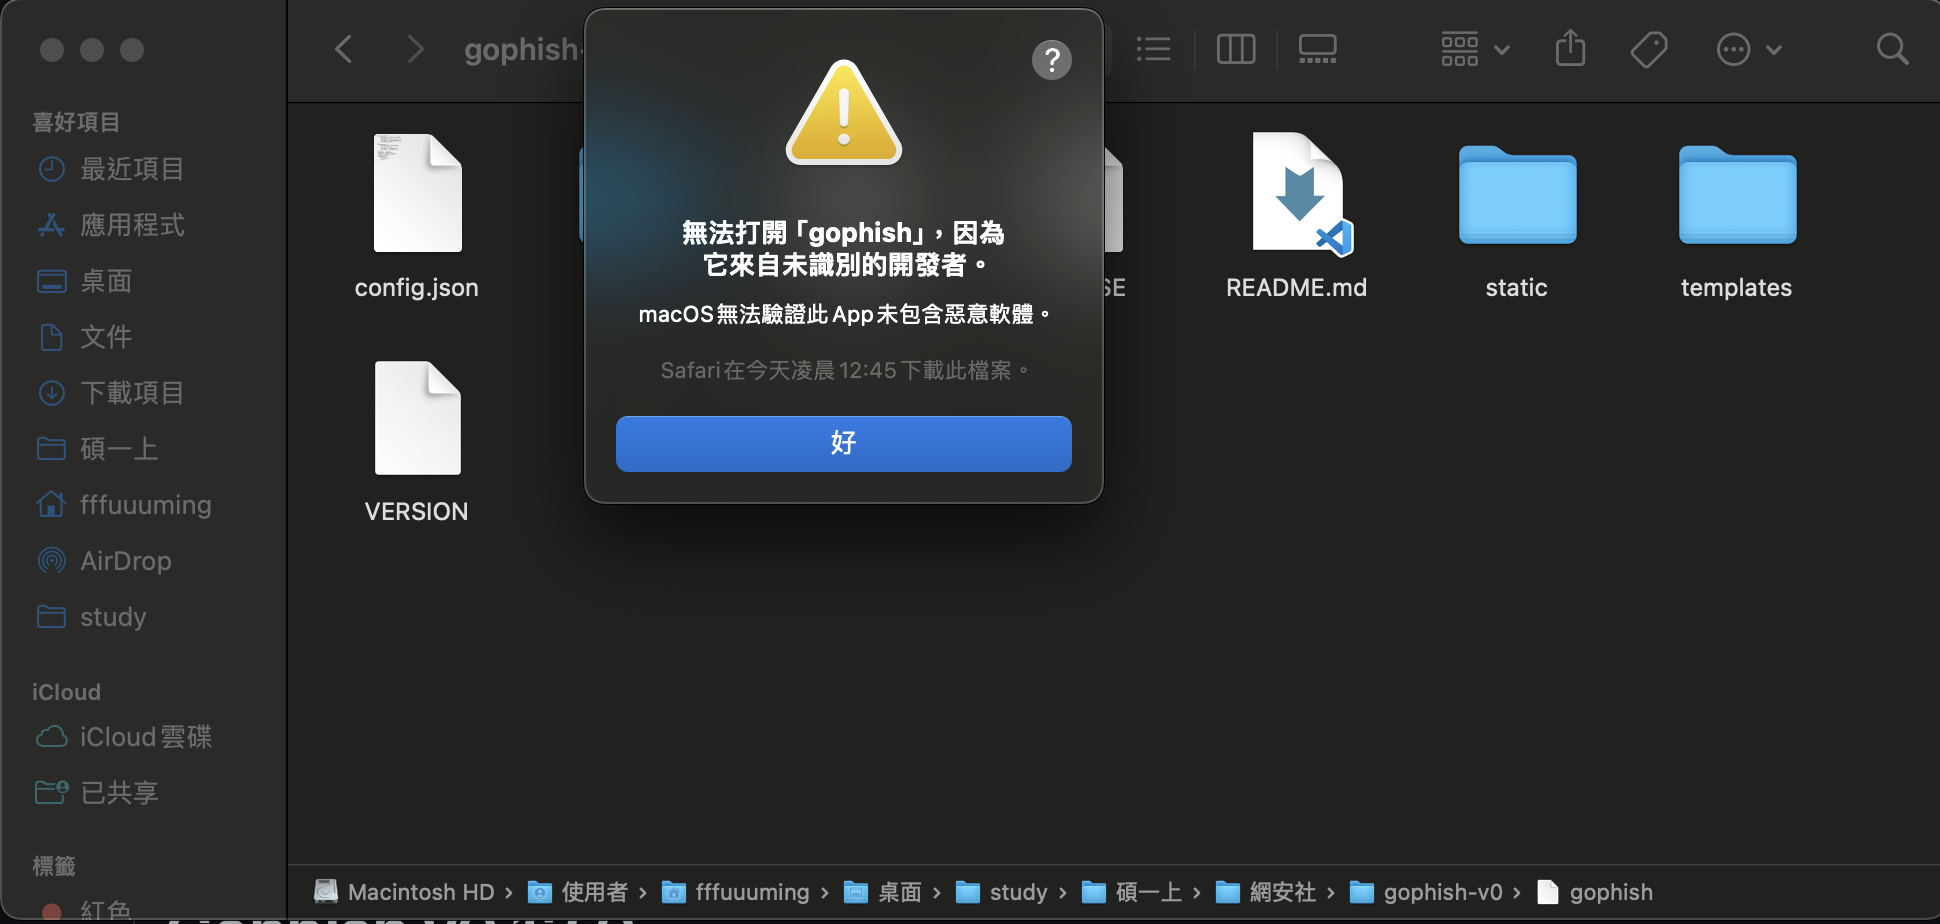 gophish-
喜好項目
最近項目
應用程式
桌面
文件
下載項目
碩一上
fffuuuming
AirDrop
study
iCloud
iCloud雲碟
已共享
標籤
紅色
?
無法打開「gophish」，因為
它來自未識別的開發者。
macOS無法驗證此App未包含惡意軟體。
Safari在今天凌晨12:45下載此檔案。
好
config.json
SE
README.md
static
templates
VERSION
Macintosh HD › 使用者 › fffuuuming › 桌面 › study › 碩一上 › 網安社 › gophish-v0 › gophish